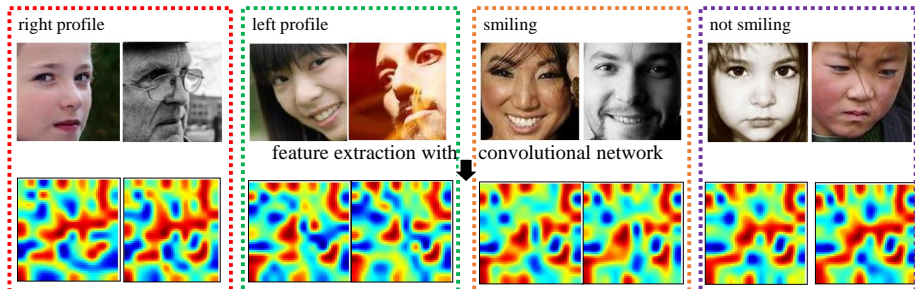 right profile
left profile
smiling
not smiling
feature extraction with convolutional network